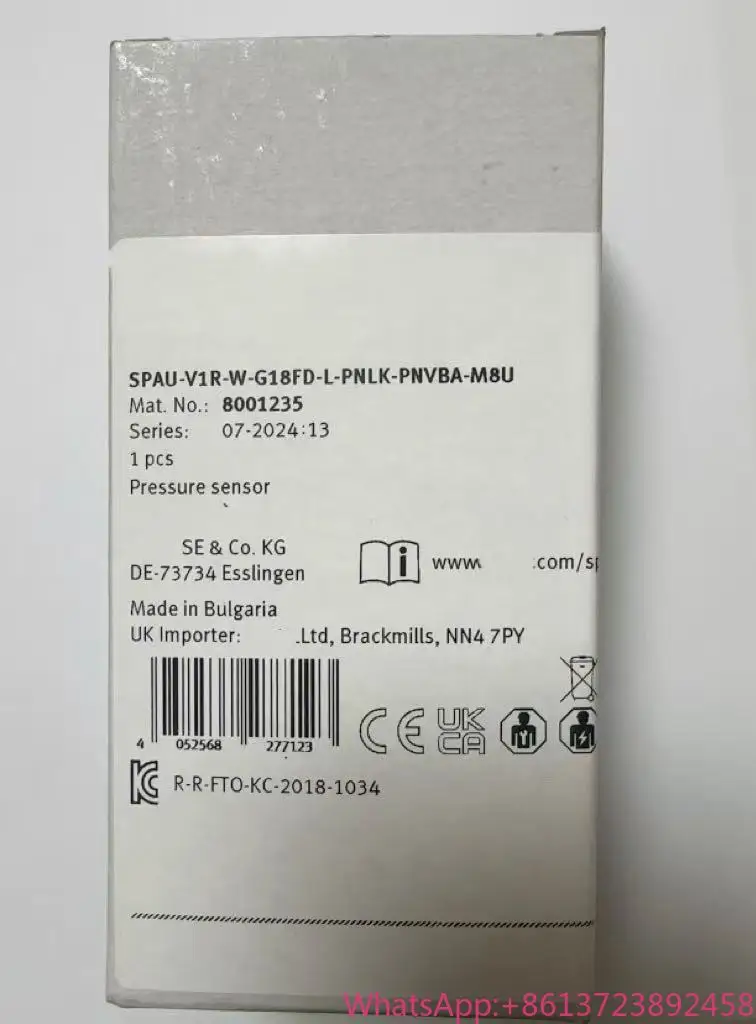 SPAU-V1R-W-G18FD-L-PNLK-PNVBA-M8U
Mat. No.: 8001235
Series: 07-2024:13
1 pcs
Pressure sensor
SE & Co. KG
DE-73734 Esslingen
i www .com/sp
Made in Bulgaria
UK Importer: .Ltd, Brackmills, NN4 7PY
4 052568 277123
CE UK CA
KC R-R-FTO-KC-2018-1034
WhatsApp:+8613723892458